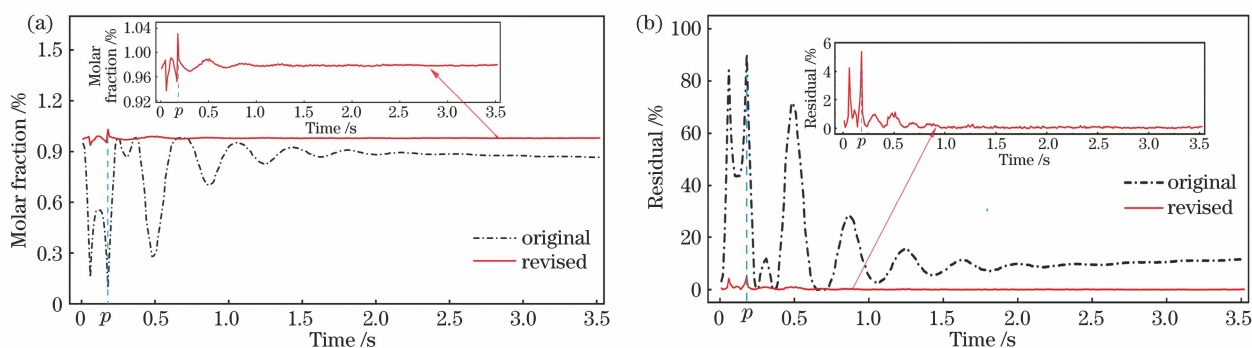 (a)
Molar fraction /%
1.5
1.2
0.9
0.6
0.3
0
0 p 0.5 1.0 1.5 2.0 2.5 3.0 3.5
Time /s
original
revised
Molar
fraction /%
1.04
1.00
0.96
0.92
0 p 0.5 1.0 1.5 2.0 2.5 3.0 3.5
Time /s
(b)
Residual /%
100
80
60
40
20
0
0 p 0.5 1.0 1.5 2.0 2.5 3.0 3.5
Time /s
original
revised
Residual /%
6
4
2
0
0 p 0.5 1.0 1.5 2.0 2.5 3.0 3.5
Time /s